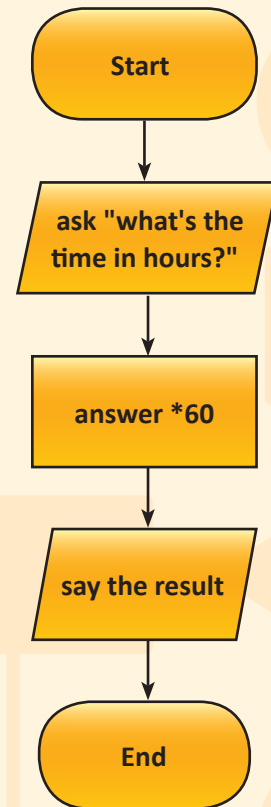 Start
ask "what's the
time in hours?"
answer *60
say the result
End